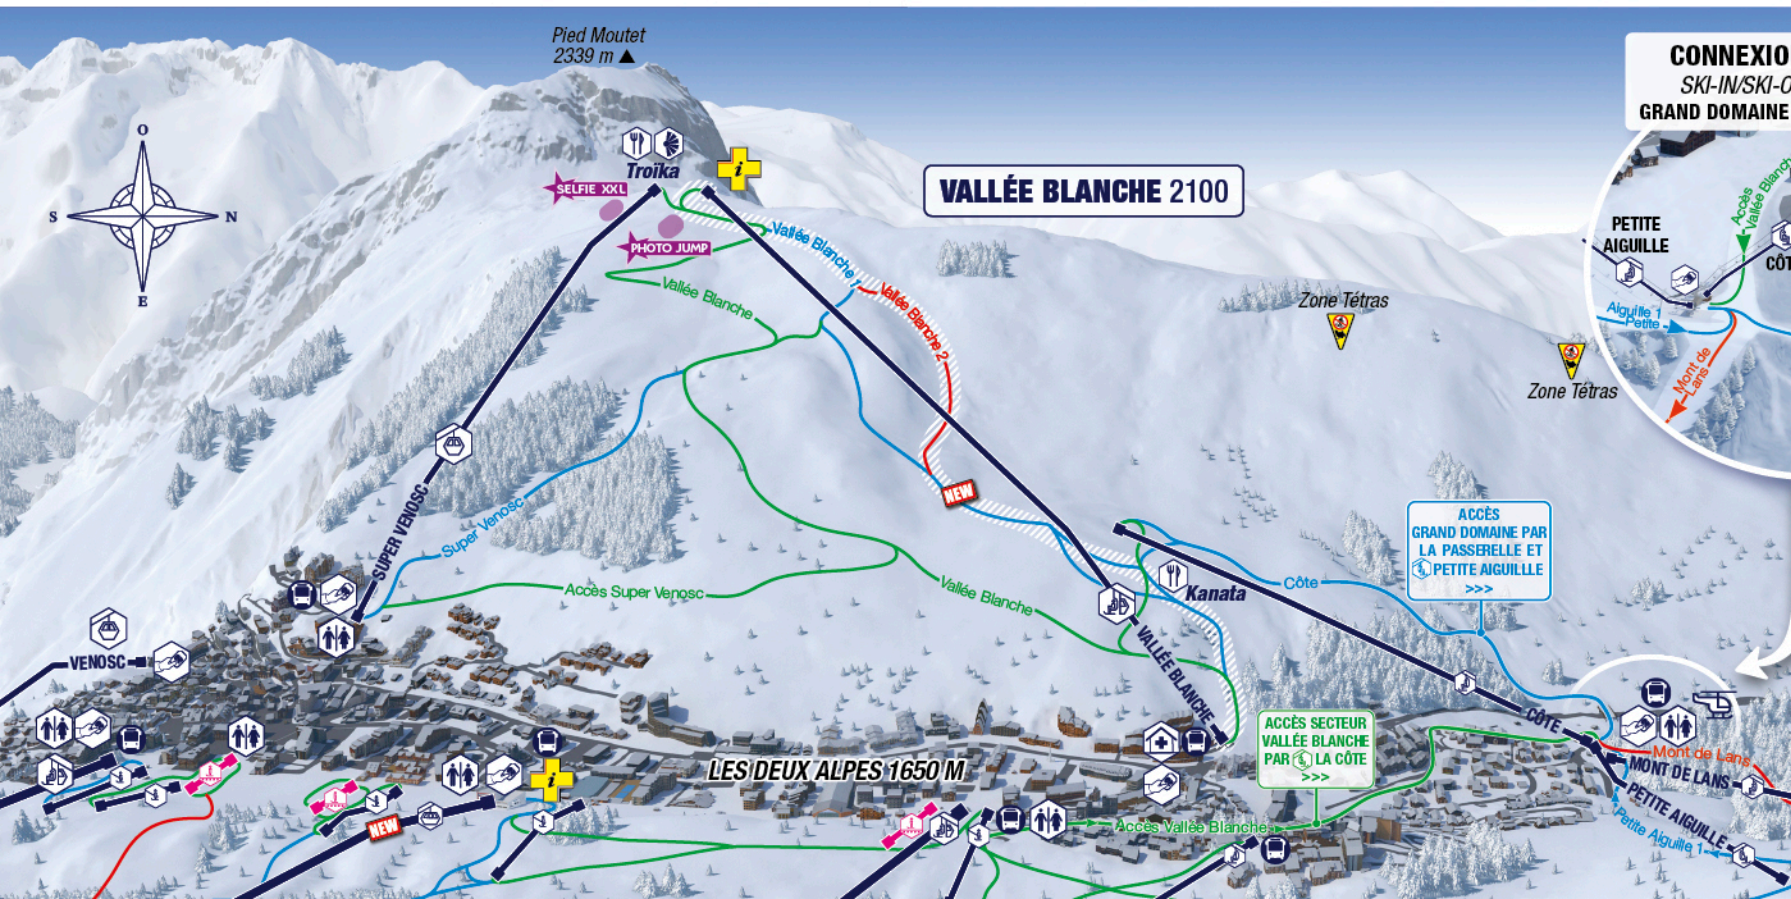 Pied Moutet
2339 m ▲
CONNEXIO
SKI-IN/SKI-O
GRAND DOMAINE
O
S
N
E
Troïka
i
SELFIE XXL
PHOTO JUMP
VALLÉE BLANCHE 2100
Vallée Blanche 1
Vallée Blanche
Vallée Blanche 2
Zone Tétras
Zone Tétras
Accès
Vallée Blanch
PETITE
AIGUILLE
CÔT
Aiguille 1
Petite
Mont de
Lans
SUPER VENOSC
Super Venosc
NEW
Accès Super Venosc
Vallée Blanche
Kanata
Côte
ACCÈS
GRAND DOMAINE PAR
LA PASSERELLE ET
PETITE AIGUILLLE
>>>
VENOSC
VALLÉE BLANCHE
CÔTE
ACCÈS SECTEUR
VALLÉE BLANCHE
PAR LA CÔTE
>>>
Mont de Lans
MONT DE LANS
PETITE AIGUILLE
Petite Aiguille 1
LES DEUX ALPES 1650 M
i
NEW
Accès Vallée Blanche